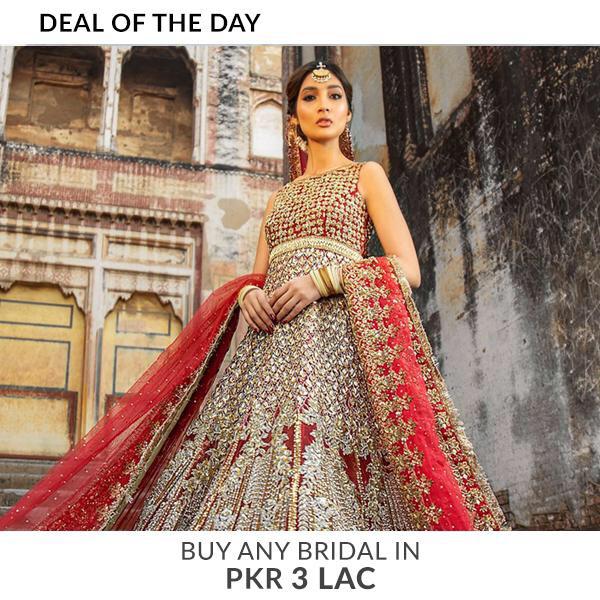 DEAL OF THE DAY
BUY ANY BRIDAL IN
PKR 3 LAC